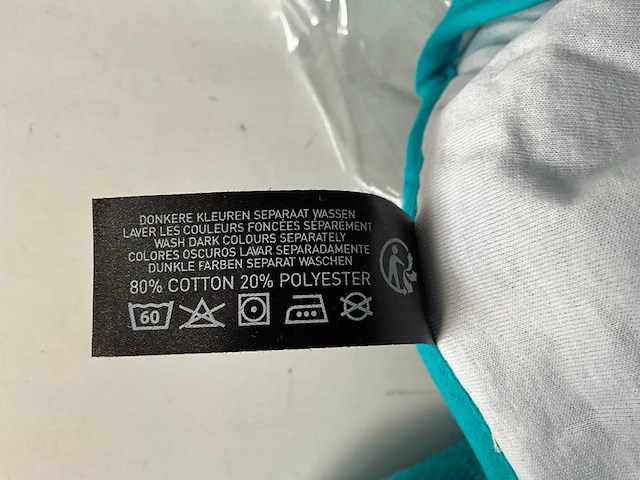 DONKERE KLEUREN SEPARAAT WASSEN
LAVER LES COULEURS FONCÉES SÉPARÉMENT
WASH DARK COLOURS SEPARATELY
COLORES OSCUROS LAVAR SEPARADAMENTE
DUNKLE FARBEN SEPARAT WASCHEN
80% COTTON 20% POLYESTER
60